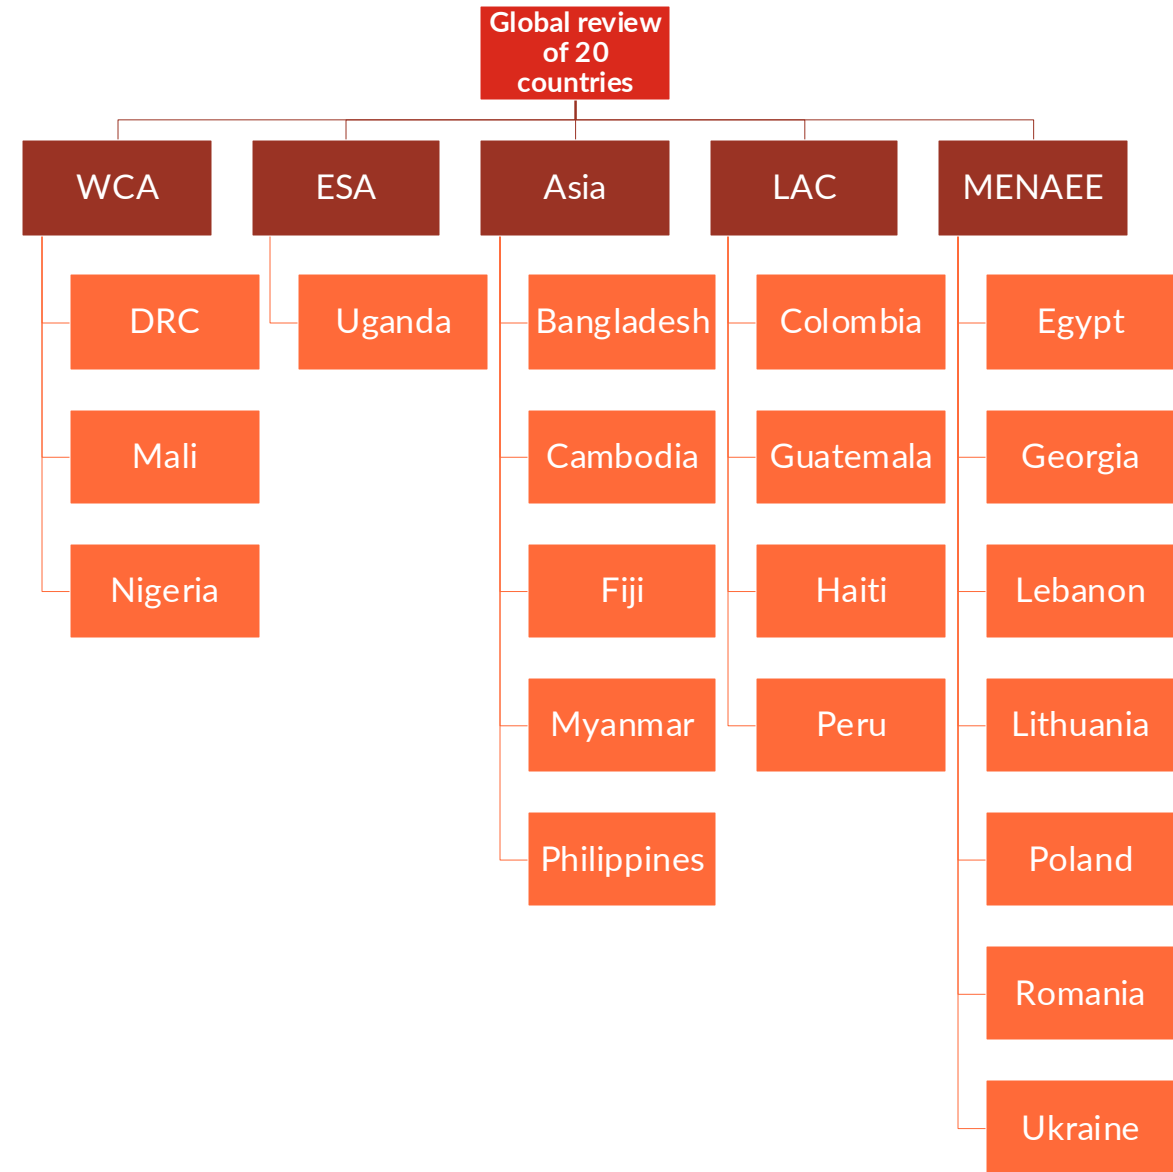 Global review
of 20
countries
WCA
ESA
Asia
LAC
MENAEE
DRC
Uganda
Bangladesh
Colombia
Egypt
Mali
Cambodia
Guatemala
Georgia
Nigeria
Fiji
Haiti
Lebanon
Myanmar
Peru
Lithuania
Philippines
Poland
Romania
Ukraine